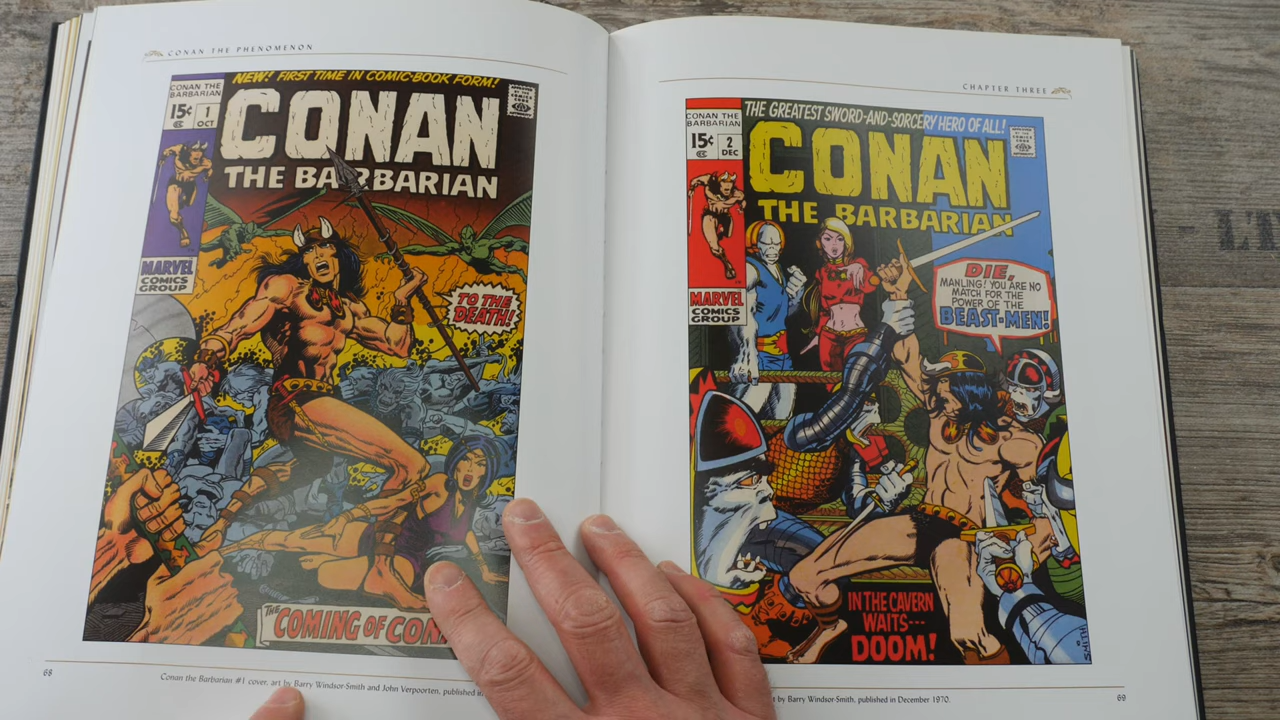 CONAN THE PHENOMENON
NEW! FIRST TIME IN COMIC-BOOK FORM!
CONAN THE
BARBARIAN
15¢
1
OCT
CONAN
THE BARBARIAN
MARVEL
COMICS
GROUP
TO THE
DEATH!
THE
COMING OF CONA
68
Conan the Barbarian #1 cover, art by Barry Windsor-Smith and John Verpoorten, published
CHAPTER THREE
THE GREATEST SWORD-AND-SORCERY HERO OF ALL!
CONAN THE
BARBARIAN
15¢
2
DEC
CONAN
THE BARBARIAN
MARVEL
COMICS
GROUP
DIE,
MANLING! YOU ARE NO
MATCH FOR THE
POWER OF THE
BEAST-MEN!
IN THE CAVERN
WAITS---
DOOM!
SMITH
by Barry Windsor-Smith, published in December 1970.
69